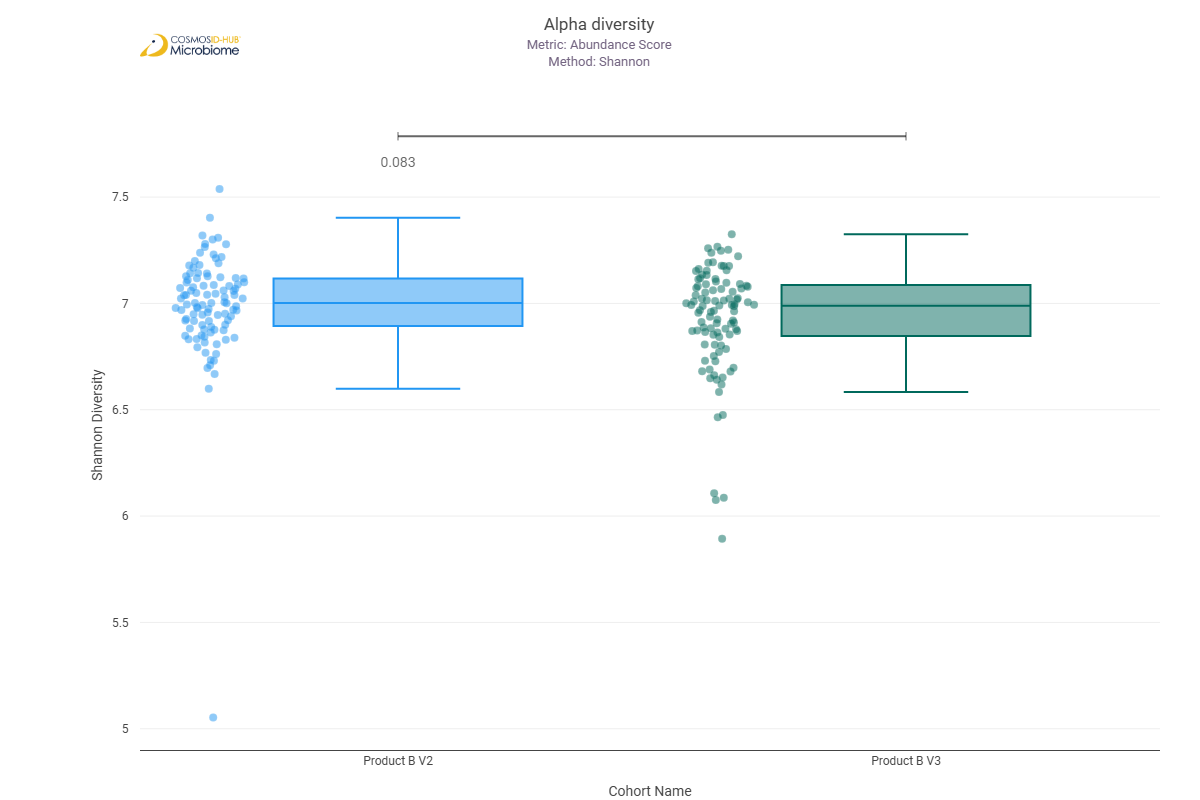 COSMOSID-HUB
Microbiome
Alpha diversity
Metric: Abundance Score
Method: Shannon
0.083
7.5
7
6.5
6
5.5
5
Shannon Diversity
Product B V2
Product B V3
Cohort Name